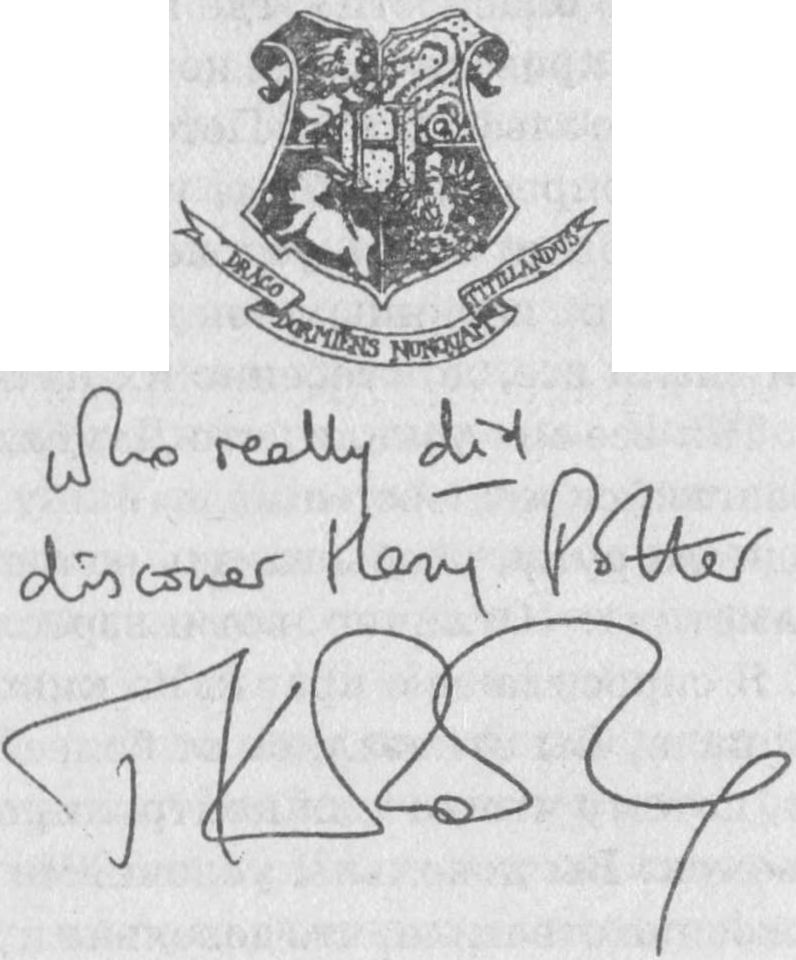 DRACO DORMIENS NUNQUAM TITILLANDUS
who really did
discover Harry Potter